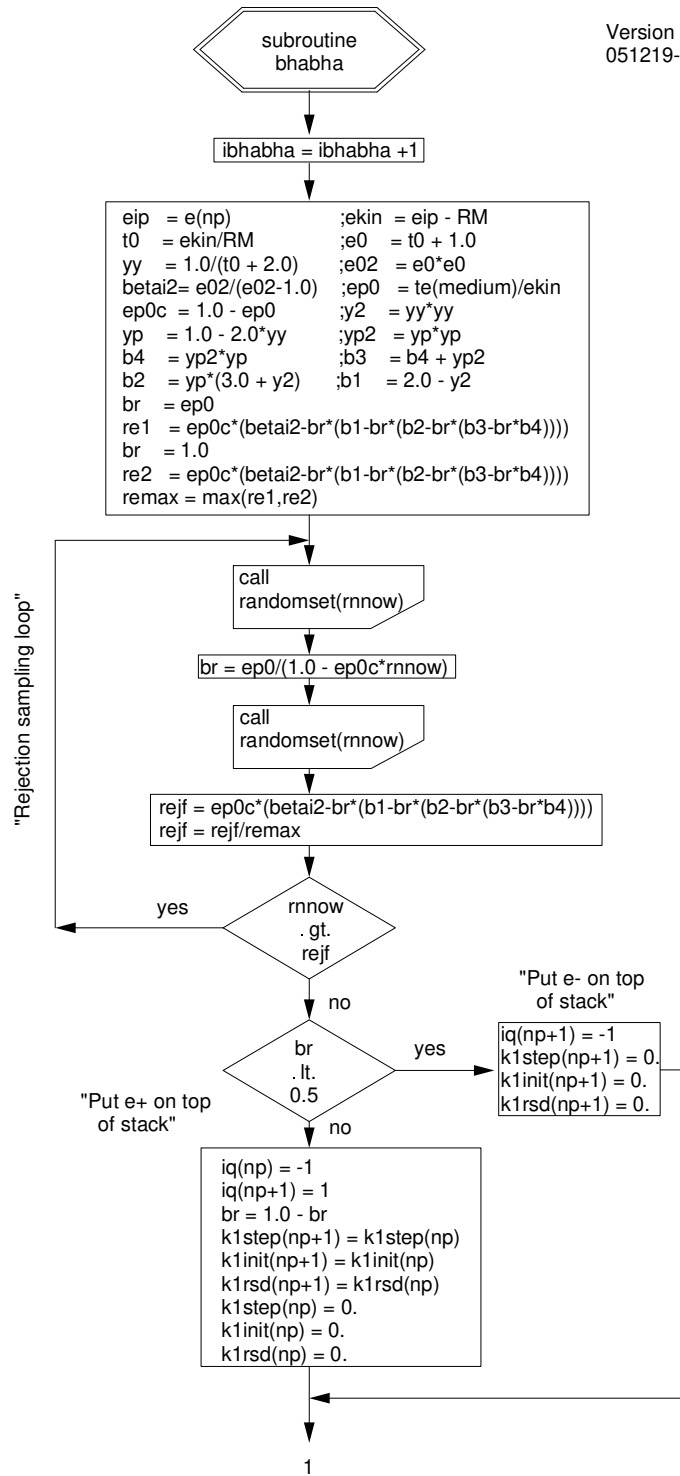 subroutine
bhabha
Version
051219-
ibhabha = ibhabha +1
eip = e(np) ;ekin = eip - RM
t0 = ekin/RM ;e0 = t0 + 1.0
yy = 1.0/(t0 + 2.0) ;e02 = e0*e0
betai2= e02/(e02-1.0) ;ep0 = te(medium)/ekin
ep0c = 1.0 - ep0 ;y2 = yy*yy
yp = 1.0 - 2.0*yy ;yp2 = yp*yp
b4 = yp2*yp ;b3 = b4 + yp2
b2 = yp*(3.0 + y2) ;b1 = 2.0 - y2
br = ep0
re1 = ep0c*(betai2-br*(b1-br*(b2-br*(b3-br*b4))))
br = 1.0
re2 = ep0c*(betai2-br*(b1-br*(b2-br*(b3-br*b4))))
remax = max(re1,re2)
"Rejection sampling loop"
call
randomset(rnnow)
br = ep0/(1.0 - ep0c*rnnow)
call
randomset(rnnow)
rejf = ep0c*(betai2-br*(b1-br*(b2-br*(b3-br*b4))))
rejf = rejf/remax
yes
rnnow
. gt.
rejf
no
br
. lt.
0.5
yes
no
"Put e- on top
of stack"
iq(np+1) = -1
k1step(np+1) = 0.
k1init(np+1) = 0.
k1rsd(np+1) = 0.
"Put e+ on top
of stack"
iq(np) = -1
iq(np+1) = 1
br = 1.0 - br
k1step(np+1) = k1step(np)
k1init(np+1) = k1init(np)
k1rsd(np+1) = k1rsd(np)
k1step(np) = 0.
k1init(np) = 0.
k1rsd(np) = 0.
1